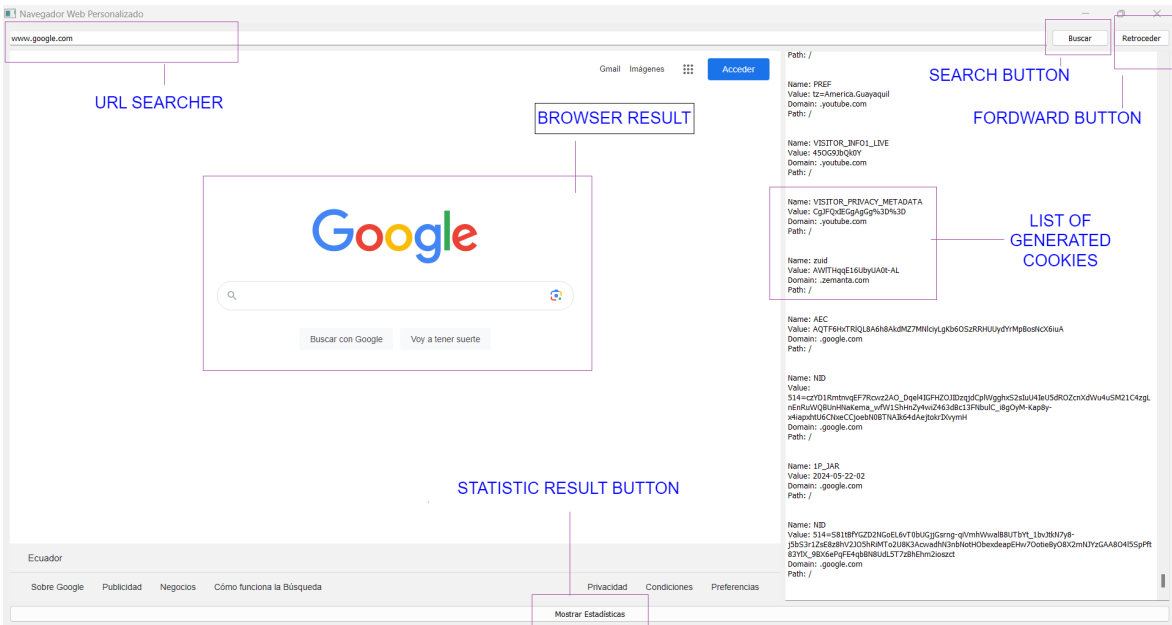 Navegador Web Personalizado
www.google.com
Buscar
Retroceder
URL SEARCHER
SEARCH BUTTON
FORDWARD BUTTON
Gmail Imágenes
Acceder
BROWSER RESULT
Google
Buscar con Google
Voy a tener suerte
STATISTIC RESULT BUTTON
Ecuador
Sobre Google Publicidad Negocios Cómo funciona la Búsqueda
Privacidad Condiciones Preferencias
Mostrar Estadísticas
Path: /
Name: PREF
Value: tz=America.Guayaquil
Domain: .youtube.com
Path: /
Name: VISITOR_INFO1_LIVE
Value: 45OG9JbQk0Y
Domain: .youtube.com
Path: /
Name: VISITOR_PRIVACY_METADATA
Value: CgJFQxIEGgAgGg%3D%3D
Domain: .youtube.com
Path: /
LIST OF
GENERATED
COOKIES
Name: zuid
Value: AWlTHqqE16UbyUA0t-AL
Domain: .zemanta.com
Path: /
Name: AEC
Value:
Domain: .google.com
Path: /
Name: NID
Value:
Domain: .google.com
Path: /
Name: 1P_JAR
Value: 2024-05-22-02
Domain: .google.com
Path: /
Name: NID
Value:
Domain: .google.com
Path: /